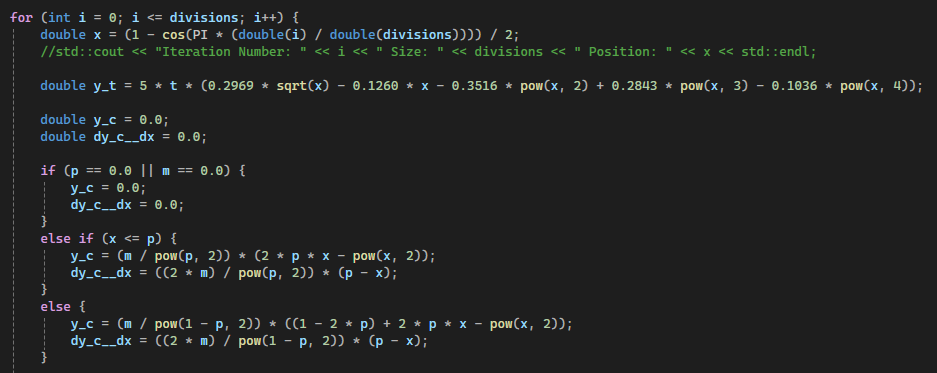 for (int i = 0; i <= divisions; i++) {
double x = (1 - cos(PI * (double(i) / double(divisions)))) / 2;
//std::cout << "Iteration Number: " << i << " Size: " << divisions << " Position: " << x << std::endl;
double y_t = 5 * t * (0.2969 * sqrt(x) - 0.1260 * x - 0.3516 * pow(x, 2) + 0.2843 * pow(x, 3) - 0.1036 * pow(x, 4));
double y_c = 0.0;
double dy_c__dx = 0.0;
if (p == 0.0 || m == 0.0) {
y_c = 0.0;
dy_c__dx = 0.0;
}
else if (x <= p) {
y_c = (m / pow(p, 2)) * (2 * p * x - pow(x, 2));
dy_c__dx = ((2 * m) / pow(p, 2)) * (p - x);
}
else {
y_c = (m / pow(1 - p, 2)) * ((1 - 2 * p) + 2 * p * x - pow(x, 2));
dy_c__dx = ((2 * m) / pow(1 - p, 2)) * (p - x);
}